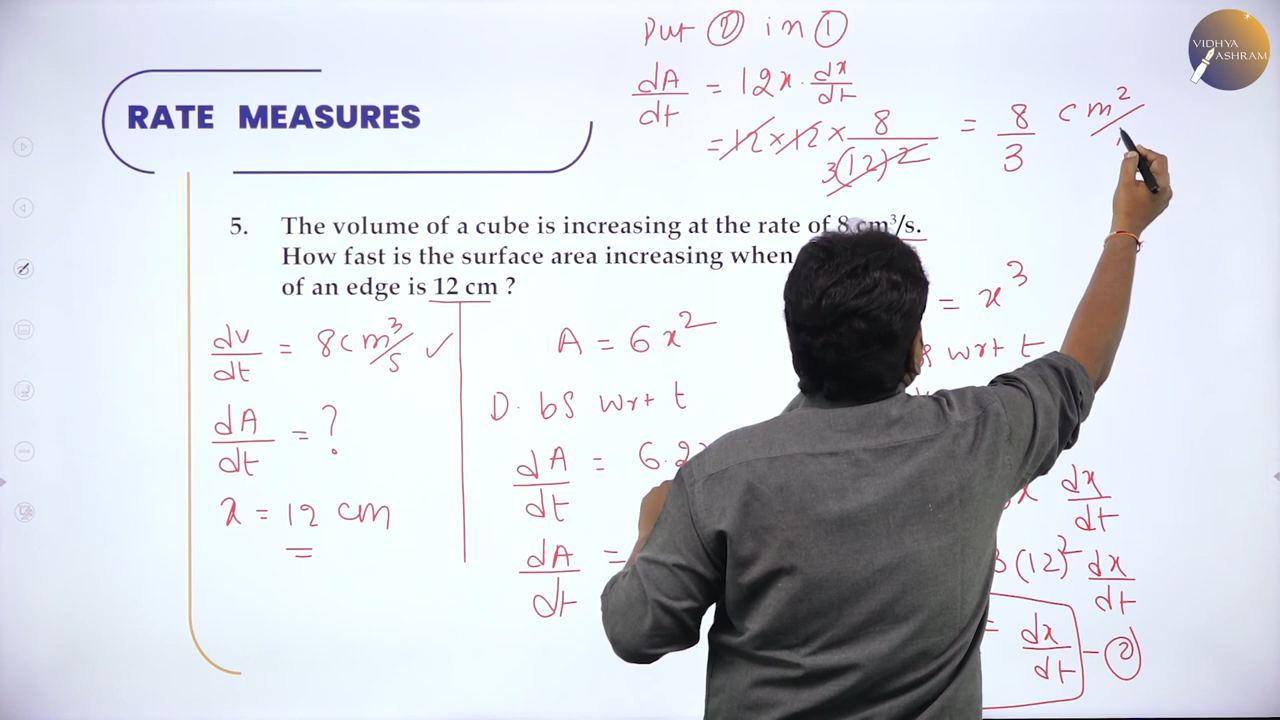 Put ② in ①
dA/dt = 12x · dx/dt
= 12 × 12 × 8/3(12)² = 8/3 cm²/
VIDHYA
ASHRAM
RATE MEASURES
5. The volume of a cube is increasing at the rate of 8 cm³/s.
How fast is the surface area increasing when
of an edge is 12 cm ?
dv/dt = 8 cm³/s ✓
dA/dt = ?
x = 12 cm
A = 6x²
D. bs wrt t
dA/dt = 6.2
dA/dt =
= x³
wrt t
dx/dt
(12)² dx/dt
= dx/dt – ②